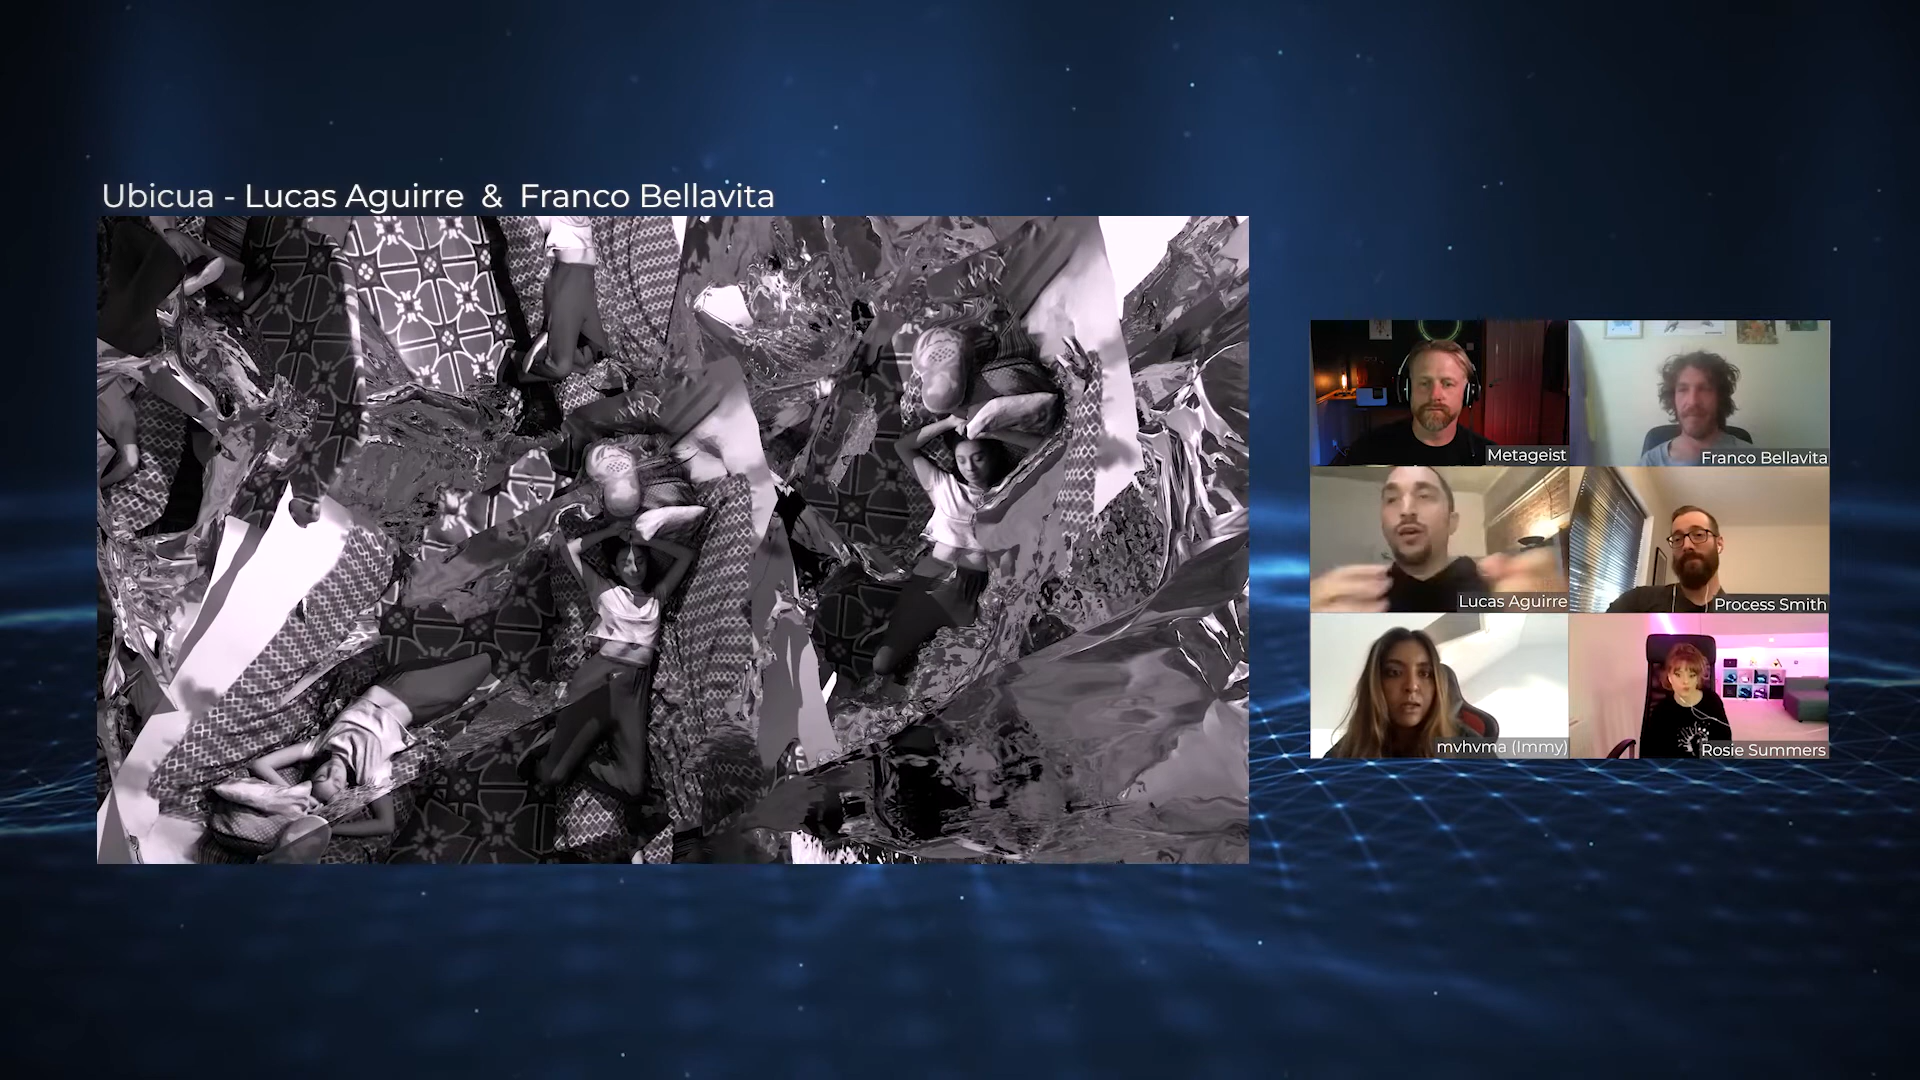 Ubicua - Lucas Aguirre & Franco Bellavita
Metageist
Franco Bellavita
Lucas Aguirre
Process Smith
mvhvma (Immy)
Rosie Summers